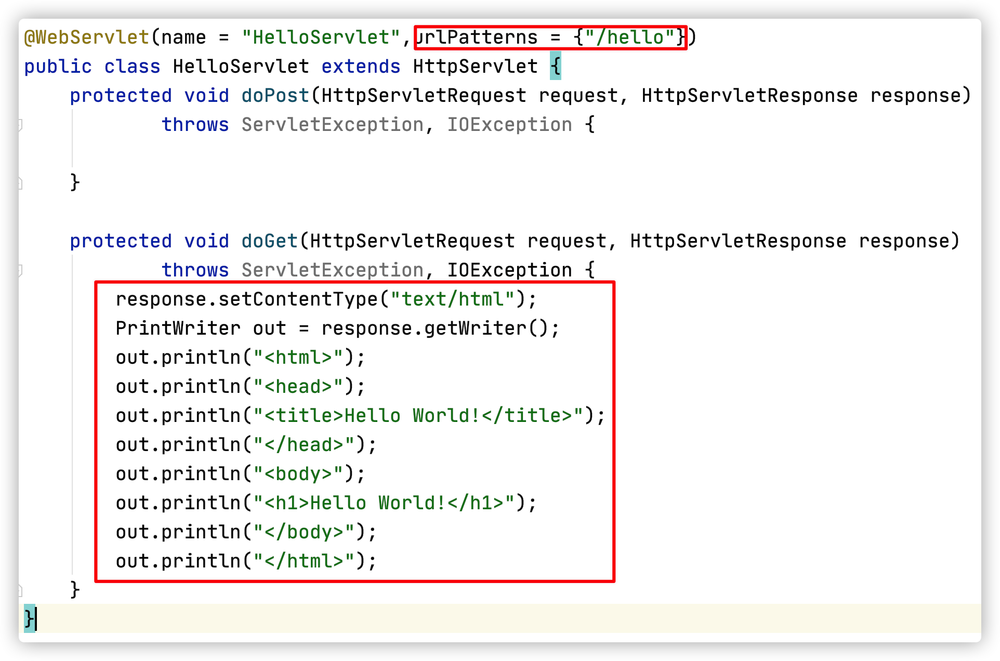 @WebServlet(name = "HelloServlet",urlPatterns = {"/hello"})
public class HelloServlet extends HttpServlet {
    protected void doPost(HttpServletRequest request, HttpServletResponse response)
            throws ServletException, IOException {
    }
    protected void doGet(HttpServletRequest request, HttpServletResponse response)
            throws ServletException, IOException {
        response.setContentType("text/html");
        PrintWriter out = response.getWriter();
        out.println("<html>");
        out.println("<head>");
        out.println("<title>Hello World!</title>");
        out.println("</head>");
        out.println("<body>");
        out.println("<h1>Hello World!</h1>");
        out.println("</body>");
        out.println("</html>");
    }
}